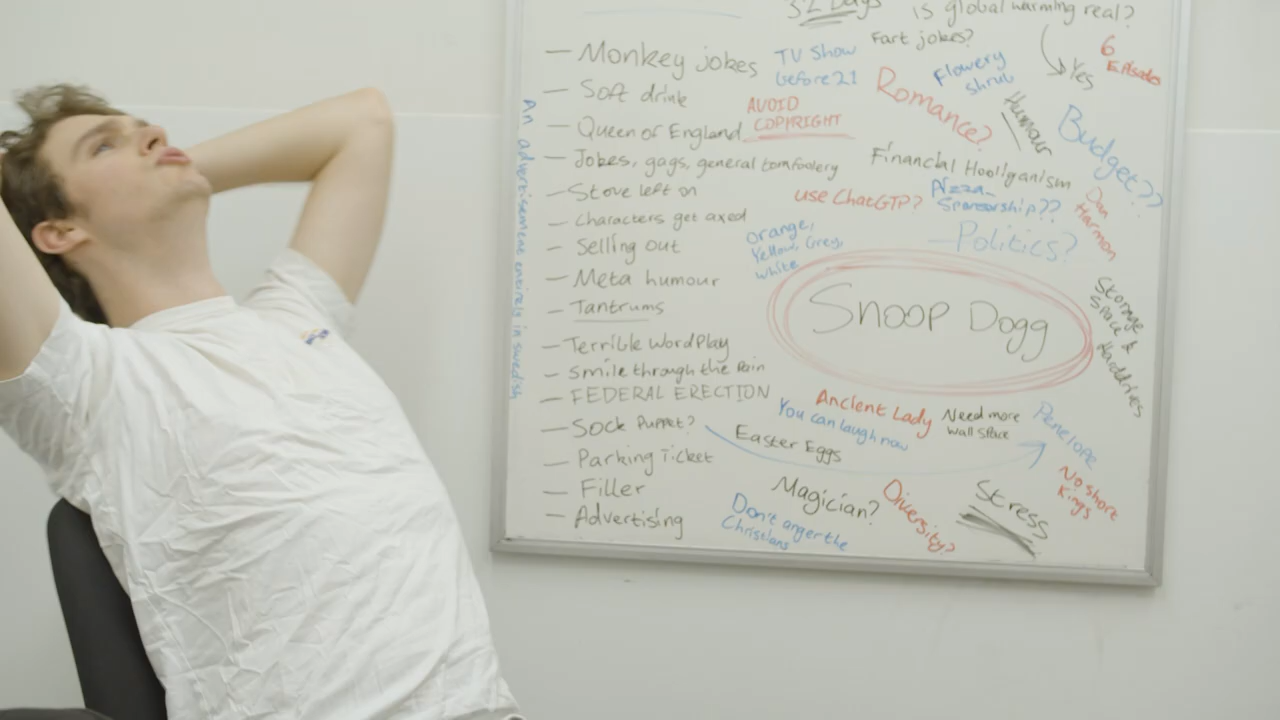 32 Days
is global warming real?
Yes
Fart jokes?
6
Episodes
— Monkey jokes
TV Show
before 21
Flowery
shrub
Romance?
Humour
— Soft drink
AVOID
COPYRIGHT
Budget??
— Queen of England
— Jokes, gags, general tomfoolery
Financial Hooliganism
— Stove left on
use ChatGTP?
Pizza-
Sponsorship??
Dan
Harmon
— Characters get axed
Orange,
Yellow, Grey,
white
— Politics?
— Selling out
— Meta humour
Snoop Dogg
Storage
Space &
Harddrives
— Tantrums
— Terrible Wordplay
— Smile through the Pain
— FEDERAL ERECTION
Ancient Lady
You can laugh now
Need more
wall space
Penelope
— Sock Puppet?
Easter Eggs
— Parking Ticket
No short
kings
— Filler
Magician?
Diversity?
Stress
— Advertising
Don't anger the
Christians
An advertisement entirely in swedish